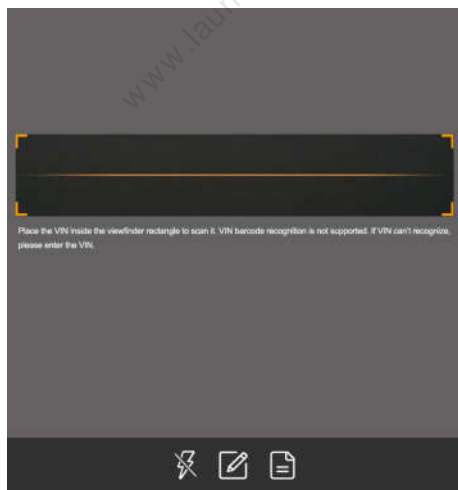 www.laun
Place the VIN inside the viewfinder rectangle to scan it. VIN barcode recognition is not supported. If VIN can't recognize,
please enter the VIN.